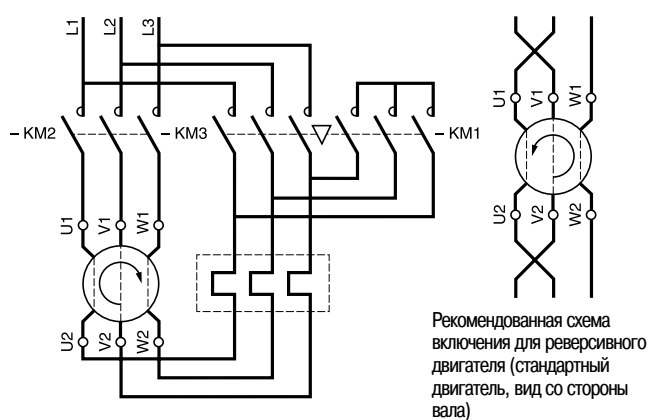 L1 L2 L3
– KM2
– KM3
– KM1
U1 V1 W1
U2 V2 W2
U1 V1 W1
U2 V2 W2
Рекомендованная схема
включения для реверсивного
двигателя (стандартный
двигатель, вид со стороны
вала)